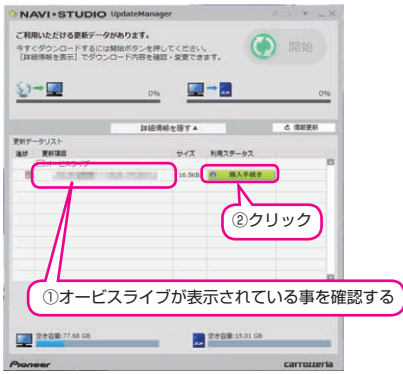 NAVI・STUDIO UpdateManager
メニュー
ご利用いただける更新データがあります。
今すぐダウンロードするには開始ボタンを押してください。
［詳細情報を表示］でダウンロード内容を確認・変更できます。
開始
0%
0%
詳細情報を隠す▲
情報更新
更新データリスト
進捗 更新項目 サイズ 利用ステータス
オービスライブ
16.5KB
購入手続き
②クリック
①オービスライブが表示されている事を確認する
空き容量:77.68 GB
空き容量:15.01 GB
Pioneer
carrozzeria